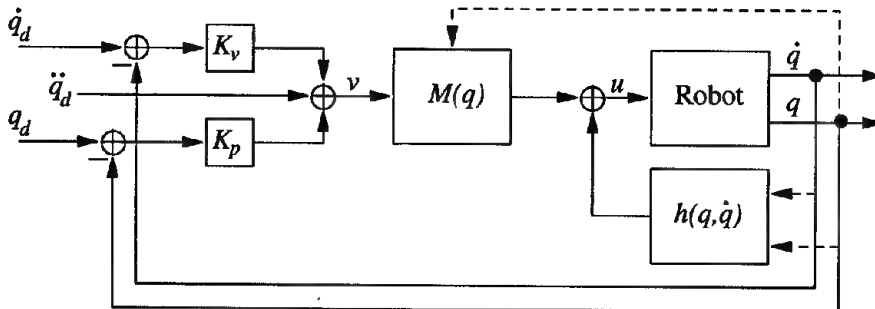 q̇_d
K_v
q̇
q̈_d
v
M(q)
u
Robot
q
q_d
K_p
h(q,q̇)